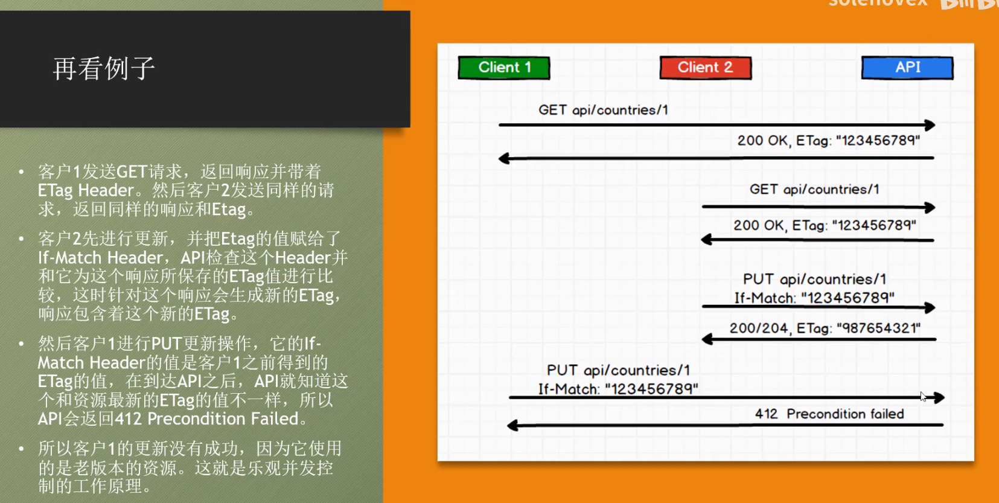 solenovex
再看例子
• 客户1发送GET请求，返回响应并带着
ETag Header。然后客户2发送同样的请
求，返回同样的响应和Etag。
• 客户2先进行更新，并把Etag的值赋给了
If-Match Header，API检查这个Header并
和它为这个响应所保存的ETag值进行比
较，这时针对这个响应会生成新的ETag，
响应包含着这个新的ETag。
• 然后客户1进行PUT更新操作，它的If-
Match Header的值是客户1之前得到的
ETag的值，在到达API之后，API就知道这
个和资源最新的ETag的值不一样，所以
API会返回412 Precondition Failed。
• 所以客户1的更新没有成功，因为它使用
的是老版本的资源。这就是乐观并发控
制的工作原理。
Client 1
Client 2
API
GET api/countries/1
200 OK, ETag: "123456789"
GET api/countries/1
200 OK, ETag: "123456789"
PUT api/countries/1
If-Match: "123456789"
200/204, ETag: "987654321"
PUT api/countries/1
If-Match: "123456789"
412 Precondition failed